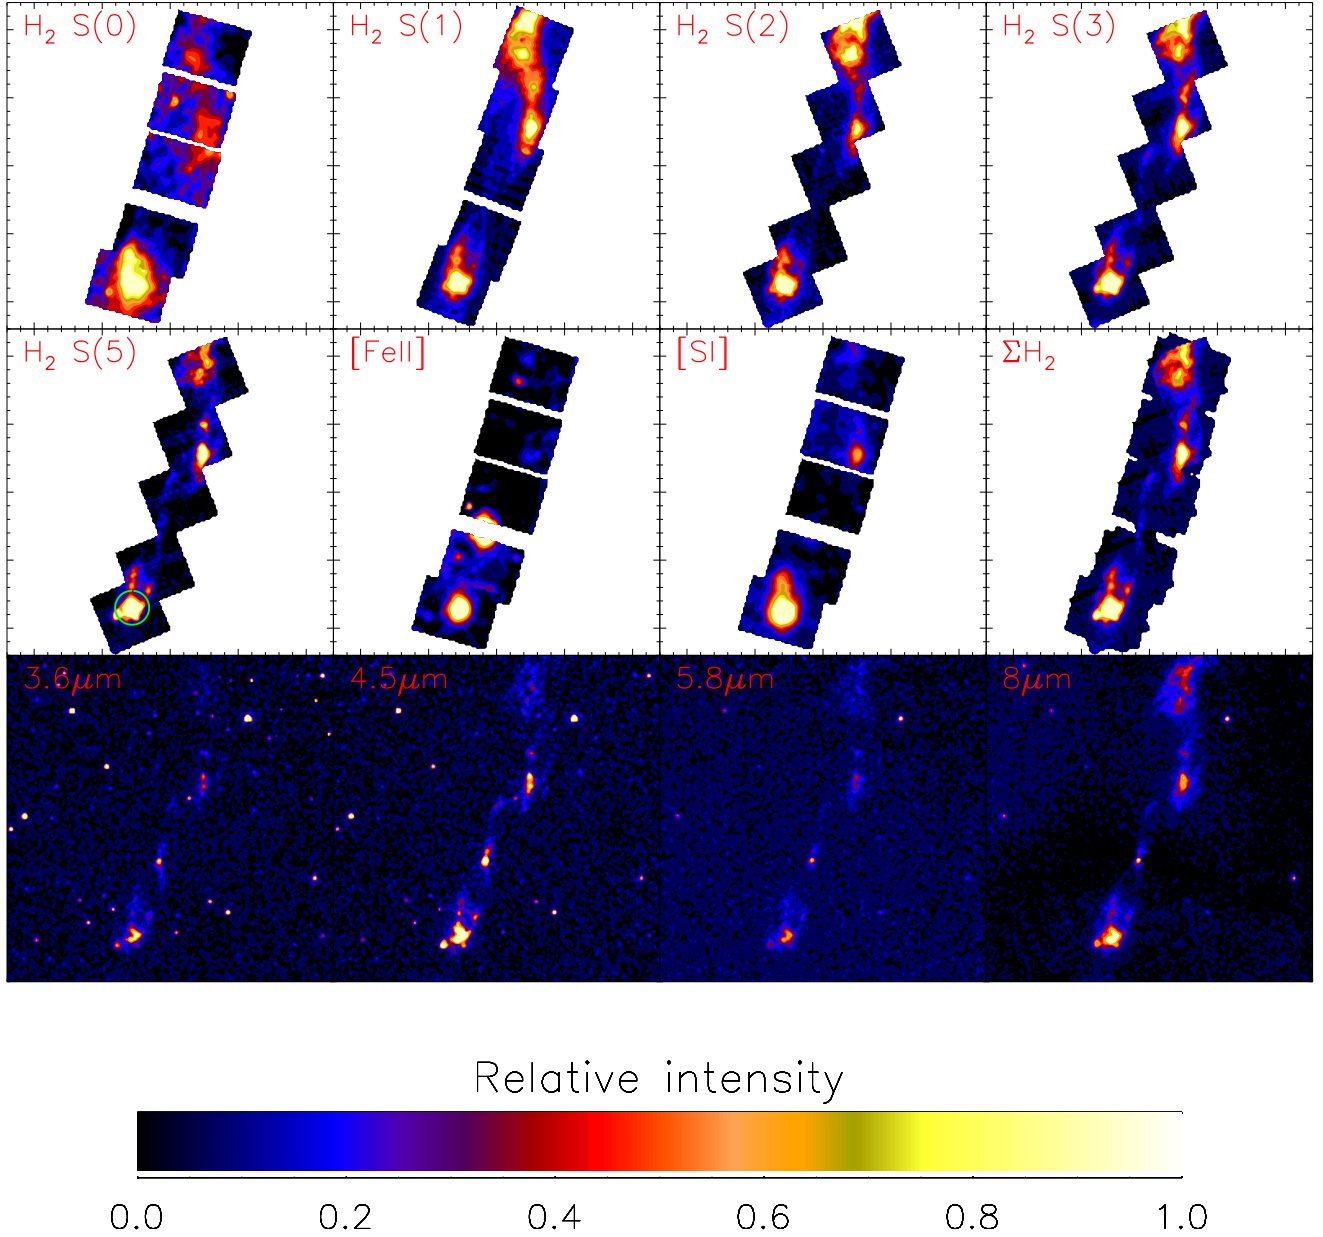 H₂ S(0) H₂ S(1) H₂ S(2) H₂ S(3)
H₂ S(5) [FeII] [SI] ΣH₂
3.6μm 4.5μm 5.8μm 8μm
Relative intensity
0.0 0.2 0.4 0.6 0.8 1.0